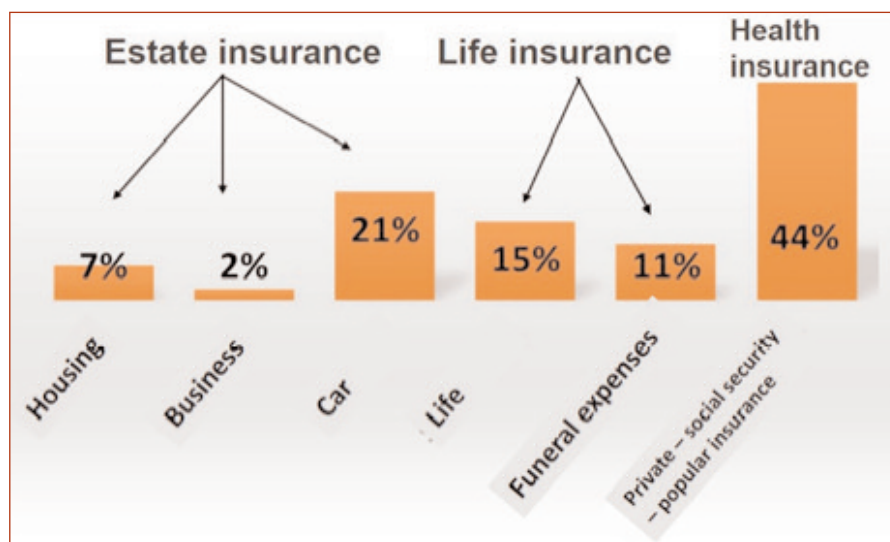 Estate insurance
Life insurance
Health
insurance
7%
2%
21%
15%
11%
44%
Housing
Business
Car
: Life
Funeral expenses
Private – social security
– popular insurance